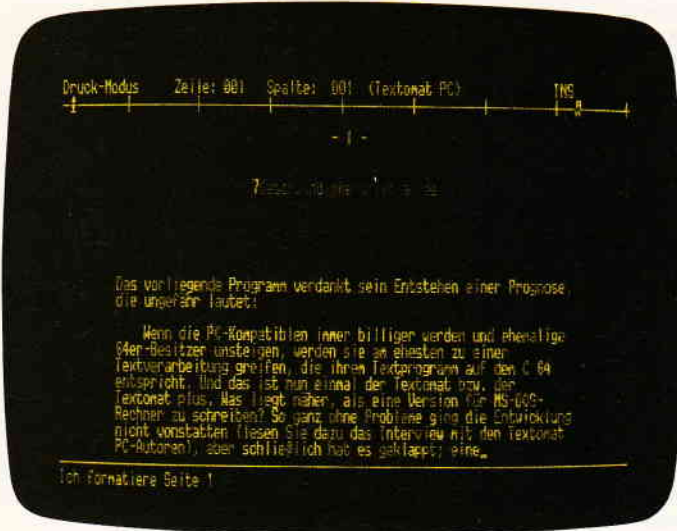 Druck-Modus Zeile: 001 Spalte: 001 (Textomat PC) INS
- 1 -
Das vorliegende Programm verdankt sein Entstehen einer Prognose,
die ungefähr lautet:
Wenn die PC-Kompatiblen immer billiger werden und ehemalige
64er-Besitzer umsteigen, werden sie am ehesten zu einer
Textverarbeitung greifen, die ihrem Textprogramm auf dem C 64
entspricht. Und das ist nun einmal der Textomat bzw. der
Textomat plus. Was liegt näher, als eine Version für MS-DOS-
Rechner zu schreiben? So ganz ohne Probleme ging die Entwicklung
nicht vonstatten (lesen Sie dazu das Interview mit den Textomat
PC-Autoren), aber schließlich hat es geklappt: eine_
Ich formatiere Seite 1